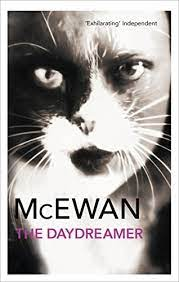 'Exhilarating' Independent
McEWAN
THE DAYDREAMER